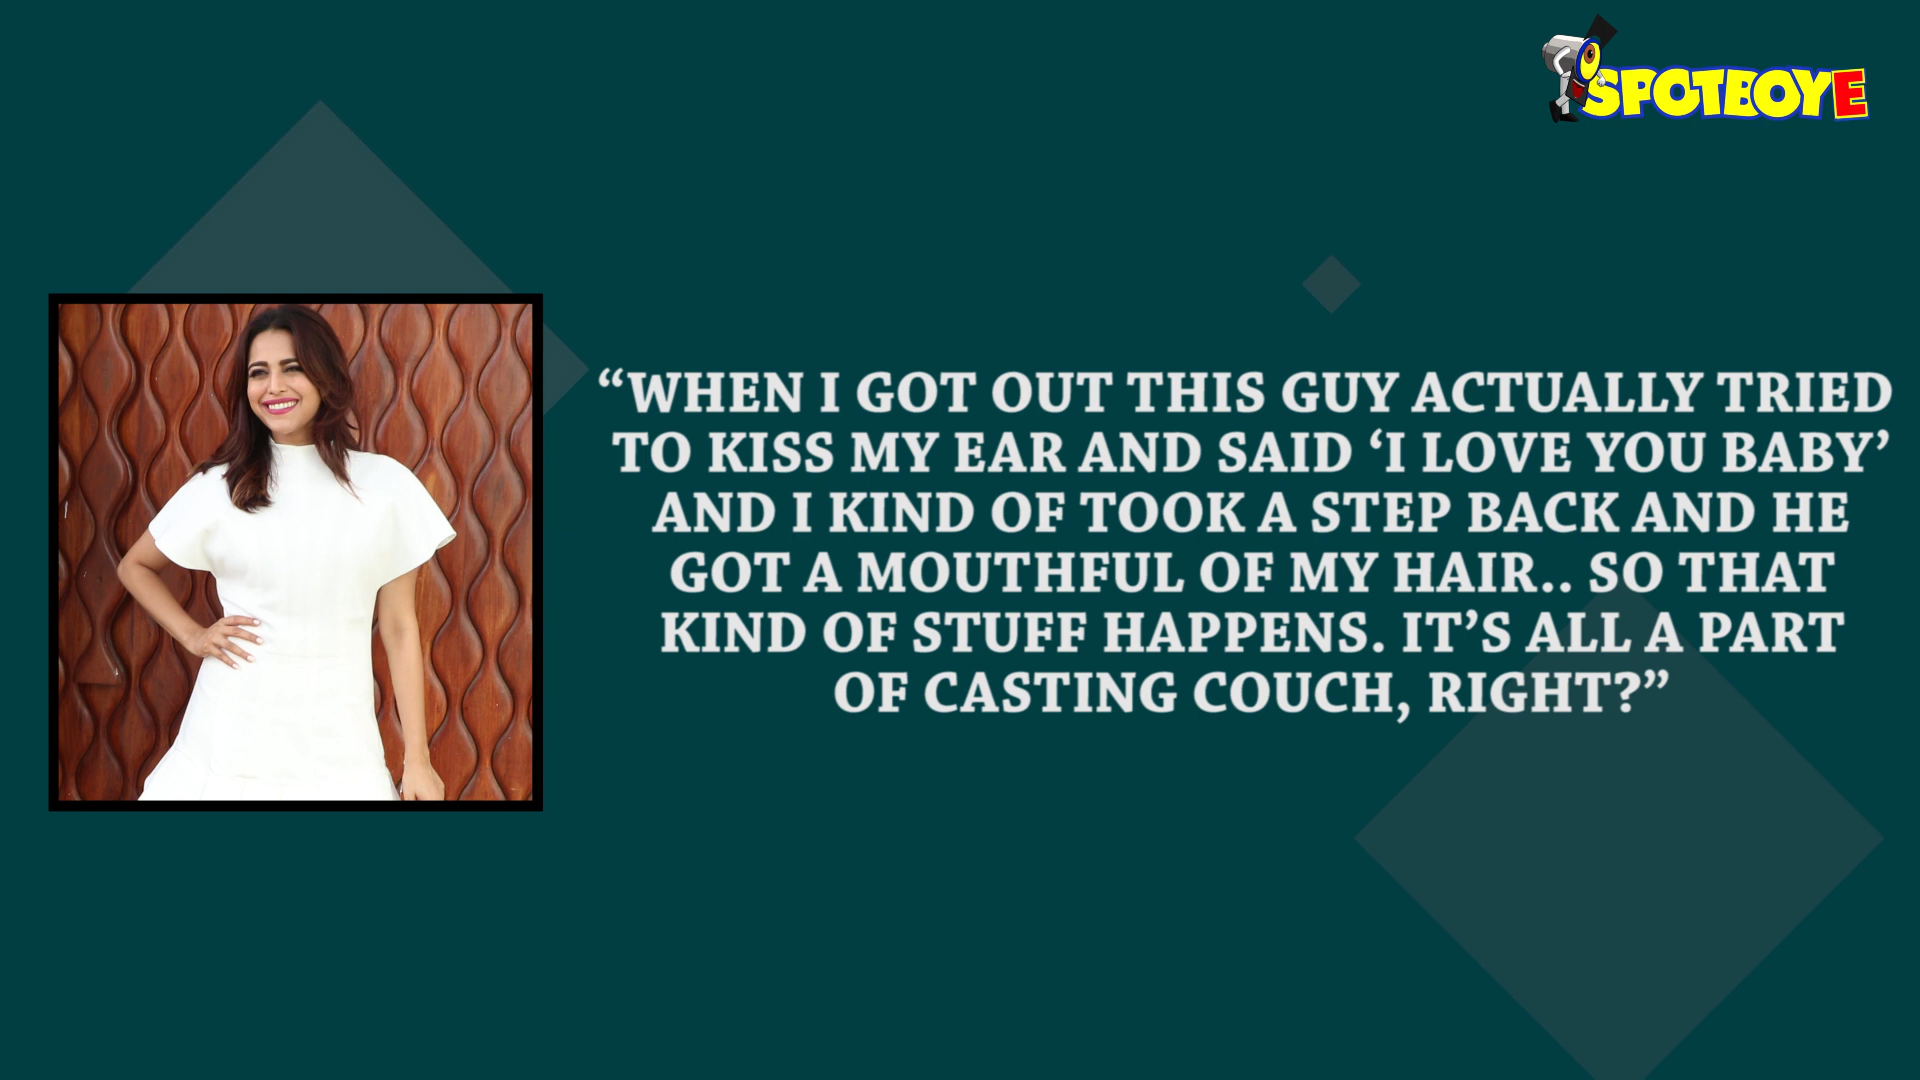 SPOTBOYE
“WHEN I GOT OUT THIS GUY ACTUALLY TRIED
TO KISS MY EAR AND SAID ‘I LOVE YOU BABY’
AND I KIND OF TOOK A STEP BACK AND HE
GOT A MOUTHFUL OF MY HAIR.. SO THAT
KIND OF STUFF HAPPENS. IT’S ALL A PART
OF CASTING COUCH, RIGHT?”